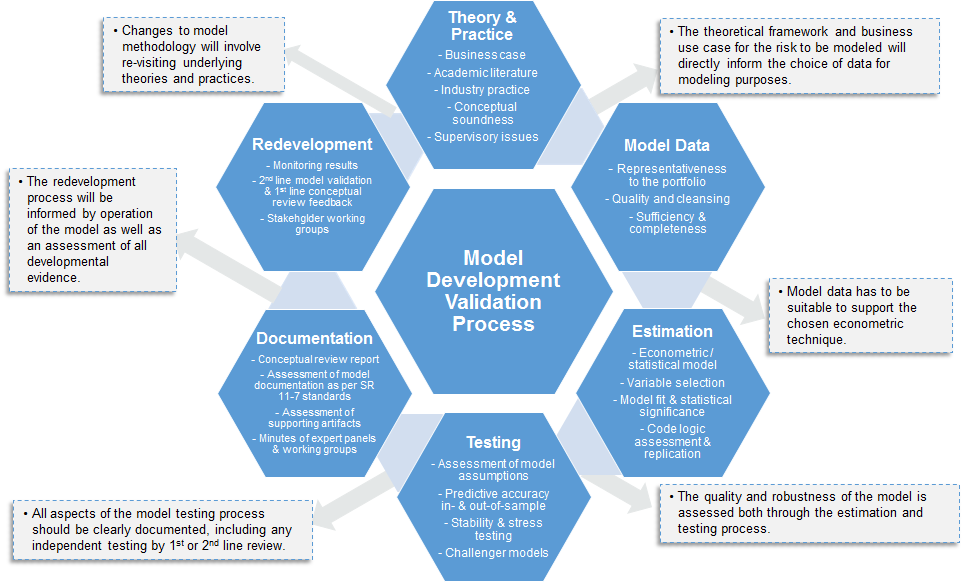 • Changes to model
methodology will involve
re-visiting underlying
theories and practices.
Theory &
Practice
- Business case
- Academic literature
- Industry practice
- Conceptual
soundness
- Supervisory issues
• The theoretical framework and business
use case for the risk to be modeled will
directly inform the choice of data for
modeling purposes.
Redevelopment
- Monitoring results
- 2nd line model validation
& 1st line conceptual
review feedback
- Stakehglder working
groups
Model Data
- Representativeness
to the portfolio
- Quality and cleansing
- Sufficiency &
completeness
• The redevelopment
process will be
informed by operation
of the model as well as
an assessment of all
developmental
evidence.
Model
Development
Validation
Process
• Model data has to be
suitable to support the
chosen econometric
technique.
Documentation
- Conceptual review report
- Assessment of model
documentation as per SR
11-7 standards
- Assessment of
supporting artifacts
- Minutes of expert panels
& working groups
Estimation
- Econometric /
statistical model
- Variable selection
- Model fit & statistical
significance
- Code logic
assessment &
replication
Testing
- Assessment of model
assumptions
- Predictive accuracy
in- & out-of-sample
- Stability & stress
testing
- Challenger models
• All aspects of the model testing process
should be clearly documented, including any
independent testing by 1st or 2nd line review.
• The quality and robustness of the model is
assessed both through the estimation and
testing process.